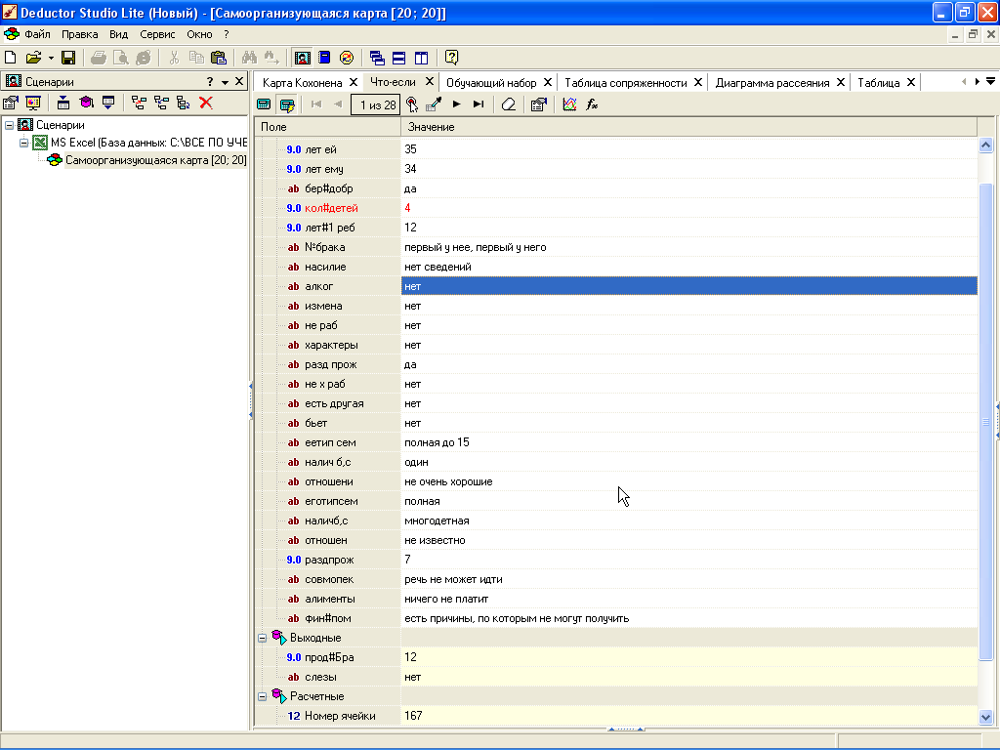 Deductor Studio Lite (Новый) - [Самоорганизующаяся карта [20; 20]]
Файл Правка Вид Сервис Окно ?
Сценарии
Карта Кохонена Что-если Обучающий набор Таблица сопряженности Диаграмма рассеяния Таблица
1 из 28
Сценарии
MS Excel (База данных: C:\ВСЕ ПО УЧЕ
Самоорганизующаяся карта [20; 20]
Поле Значение
9.0 лет ей 35
9.0 лет ему 34
ab бер#добр да
9.0 кол#детей 4
9.0 лет#1 реб 12
ab №брака первый у нее, первый у него
ab насилие нет сведений
ab алког нет
ab измена нет
ab не раб нет
ab характеры нет
ab разд прож да
ab не х раб нет
ab есть другая нет
ab бьет нет
ab еетип сем полная до 15
ab налич б,с один
ab отношени не очень хорошие
ab еготипсем полная
ab наличб,с многодетная
ab отношен не известно
9.0 раздпрож 7
ab совмопек речь не может идти
ab алименты ничего не платит
ab фин#пом есть причины, по которым не могут получить
Выходные
9.0 прод#Бра 12
ab слезы нет
Расчетные
12 Номер ячейки 167